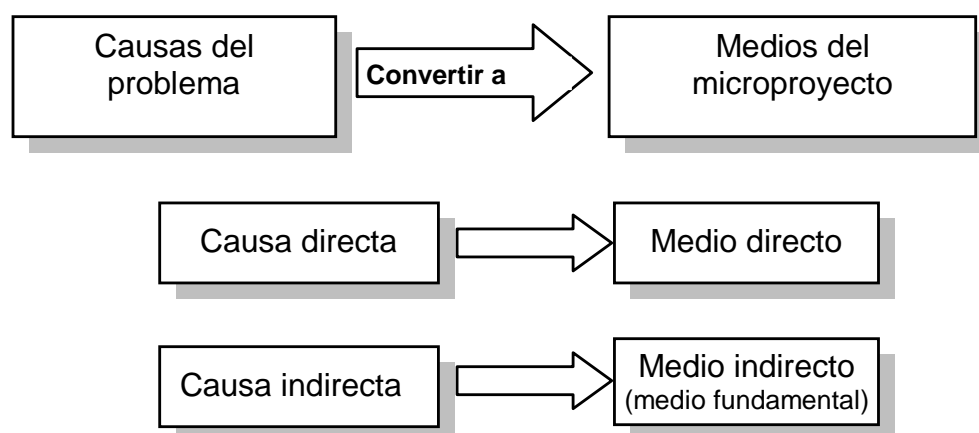 Causas del
problema
Convertir a
Medios del
microproyecto
Causa directa
Medio directo
Causa indirecta
Medio indirecto
(medio fundamental)